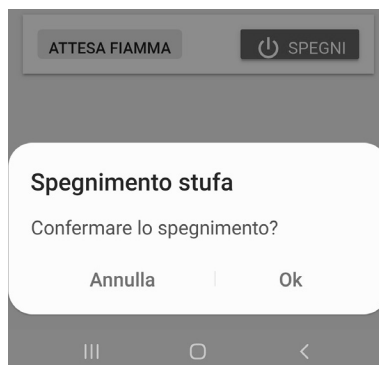 ATTESA FIAMMA
SPEGNI
Spegnimento stufa
Confermare lo spegnimento?
Annulla
Ok